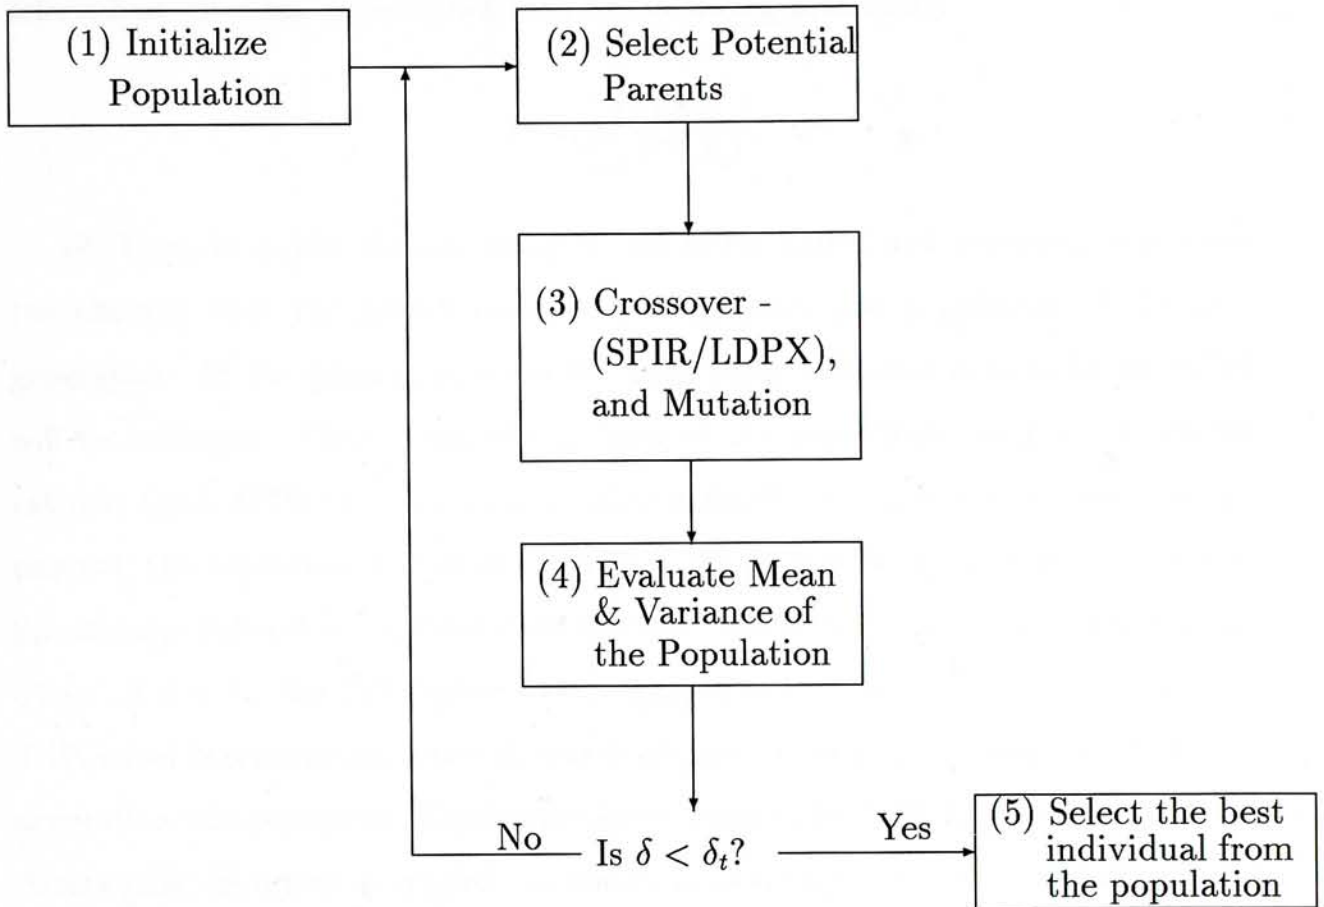 (1) Initialize
Population
(2) Select Potential
Parents
(3) Crossover -
(SPIR/LDPX),
and Mutation
(4) Evaluate Mean
& Variance of
the Population
No
Is δ < δₜ?
Yes
(5) Select the best
individual from
the population